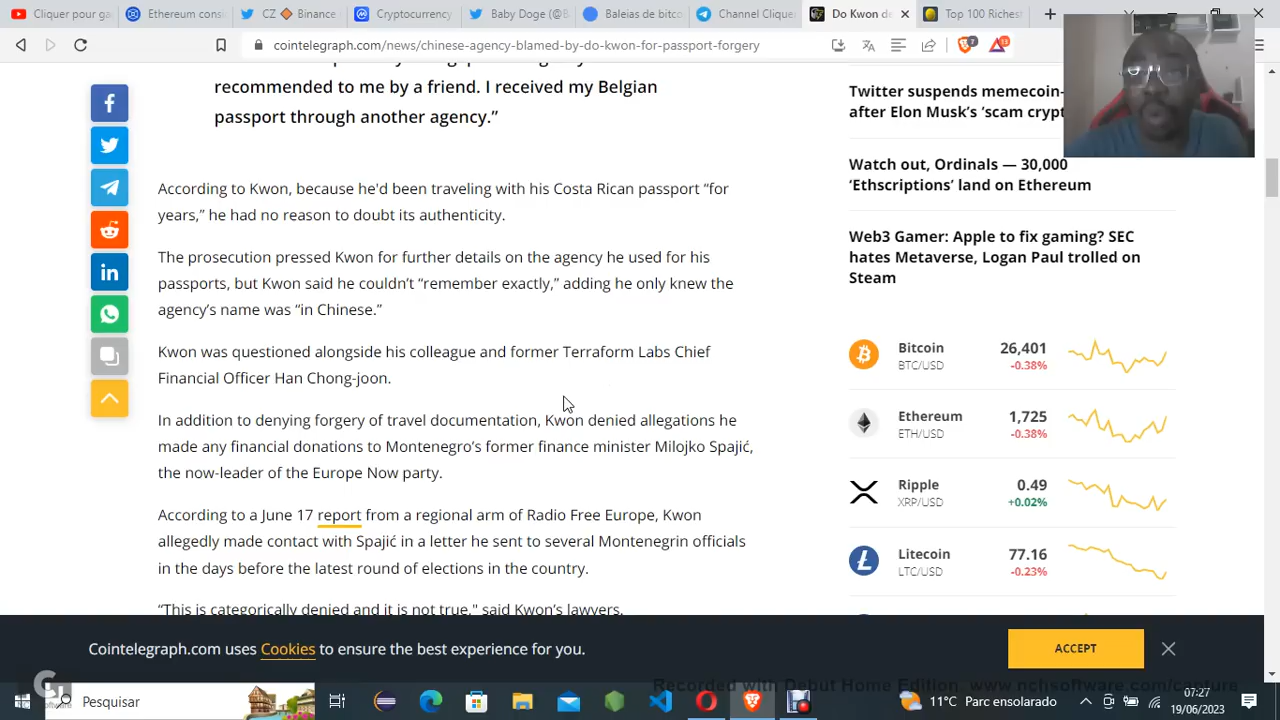 Cliquer pour ga
Ethereum cons
CZ Binance
Cryptocurrency
Baby Doge (@B
Baleias de bitco
Channel Clique
Do Kwon de
Top 100 Richest
cointelegraph.com/news/chinese-agency-blamed-by-do-kwon-for-passport-forgery
7
recommended to me by a friend. I received my Belgian
passport through another agency.”
According to Kwon, because he'd been traveling with his Costa Rican passport “for
years,” he had no reason to doubt its authenticity.
The prosecution pressed Kwon for further details on the agency he used for his
passports, but Kwon said he couldn’t “remember exactly,” adding he only knew the
agency’s name was “in Chinese.”
Kwon was questioned alongside his colleague and former Terraform Labs Chief
Financial Officer Han Chong-joon.
In addition to denying forgery of travel documentation, Kwon denied allegations he
made any financial donations to Montenegro’s former finance minister Milojko Spajić,
the now-leader of the Europe Now party.
According to a June 17 report from a regional arm of Radio Free Europe, Kwon
allegedly made contact with Spajić in a letter he sent to several Montenegrin officials
in the days before the latest round of elections in the country.
“This is categorically denied and it is not true," said Kwon’s lawyers.
Twitter suspends memecoin-
after Elon Musk’s ‘scam crypt
Watch out, Ordinals — 30,000
‘Ethscriptions’ land on Ethereum
Web3 Gamer: Apple to fix gaming? SEC
hates Metaverse, Logan Paul trolled on
Steam
Bitcoin 26,401
BTC/USD -0.38%
Ethereum 1,725
ETH/USD -0.38%
Ripple 0.49
XRP/USD +0.02%
Litecoin 77.16
LTC/USD -0.23%
Cointelegraph.com uses Cookies to ensure the best experience for you.
ACCEPT
Recorded with Debut Home Edition www.nchsoftware.com/capture
Pesquisar
11°C Parc ensolarado
07:27
19/06/2023